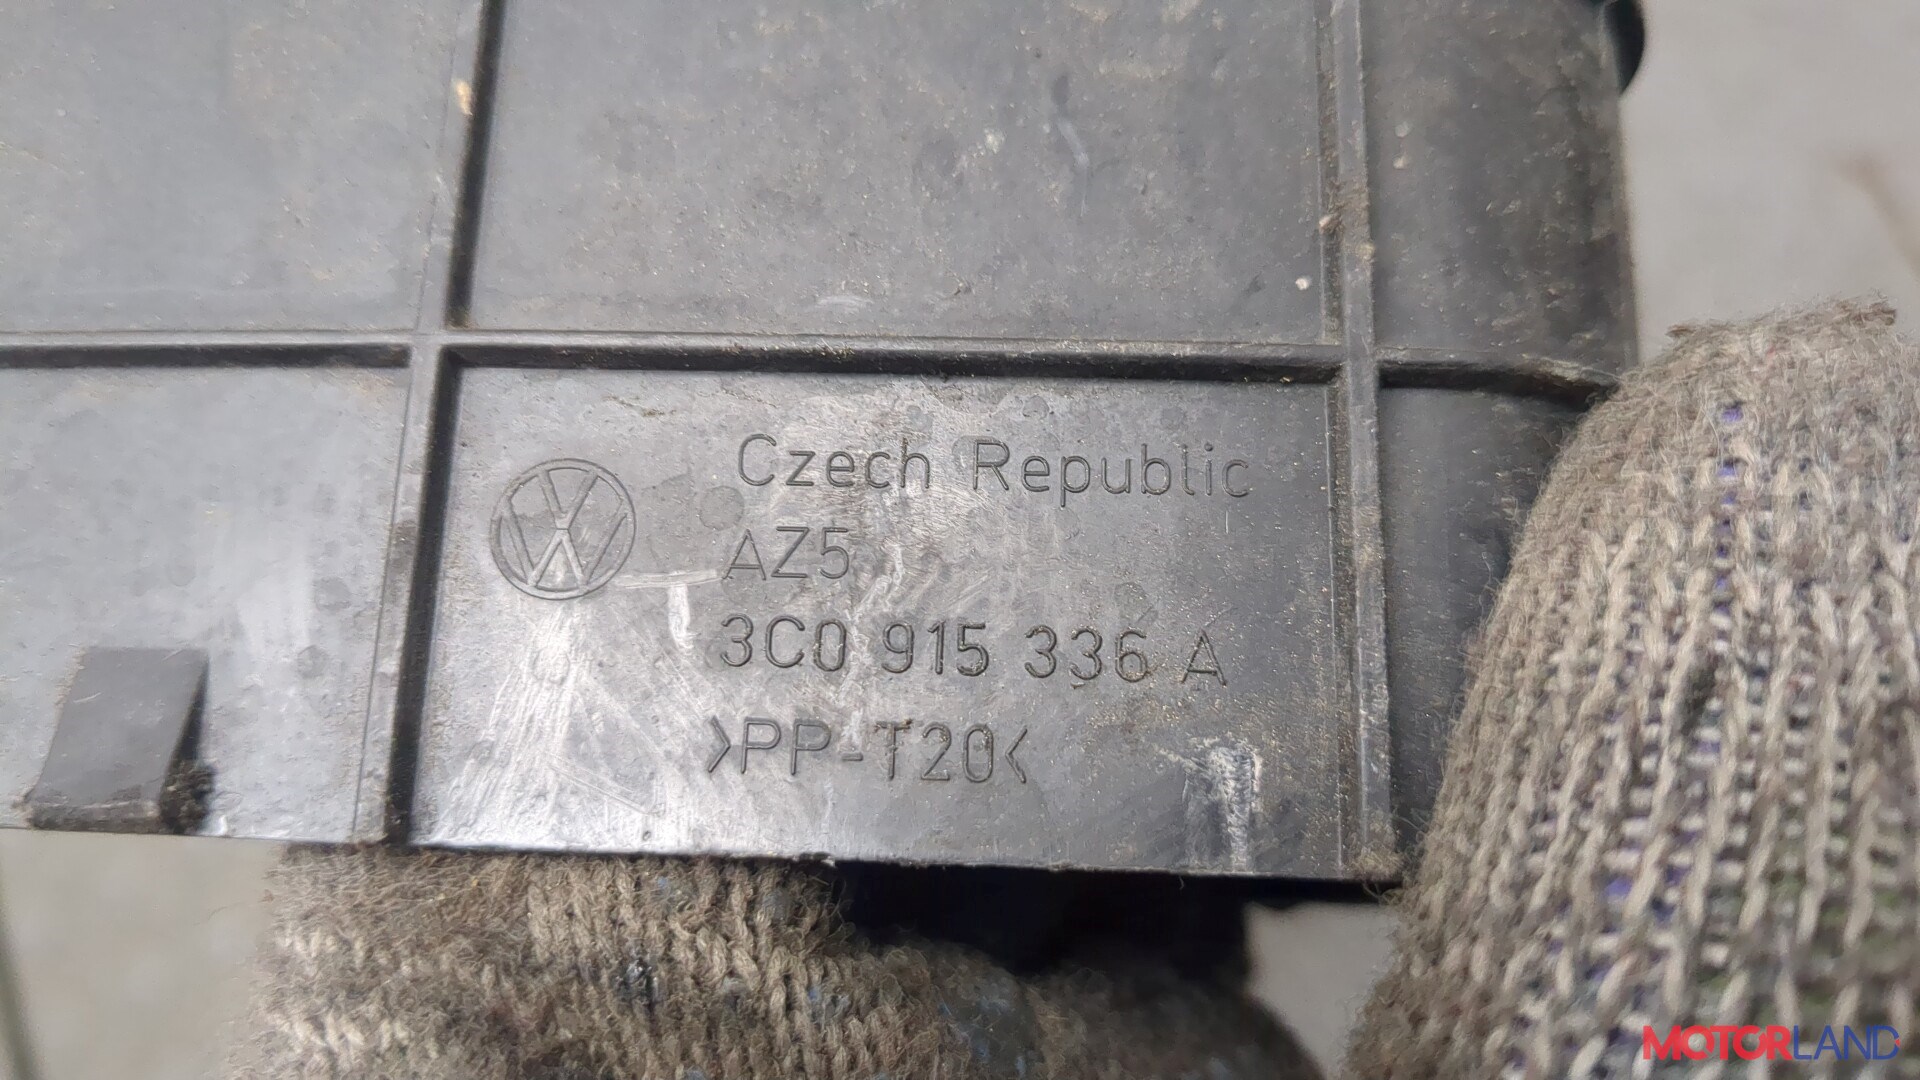 Czech Republic
AZ5
3C0 915 336 A
>PP-T20<
MOTORLAND